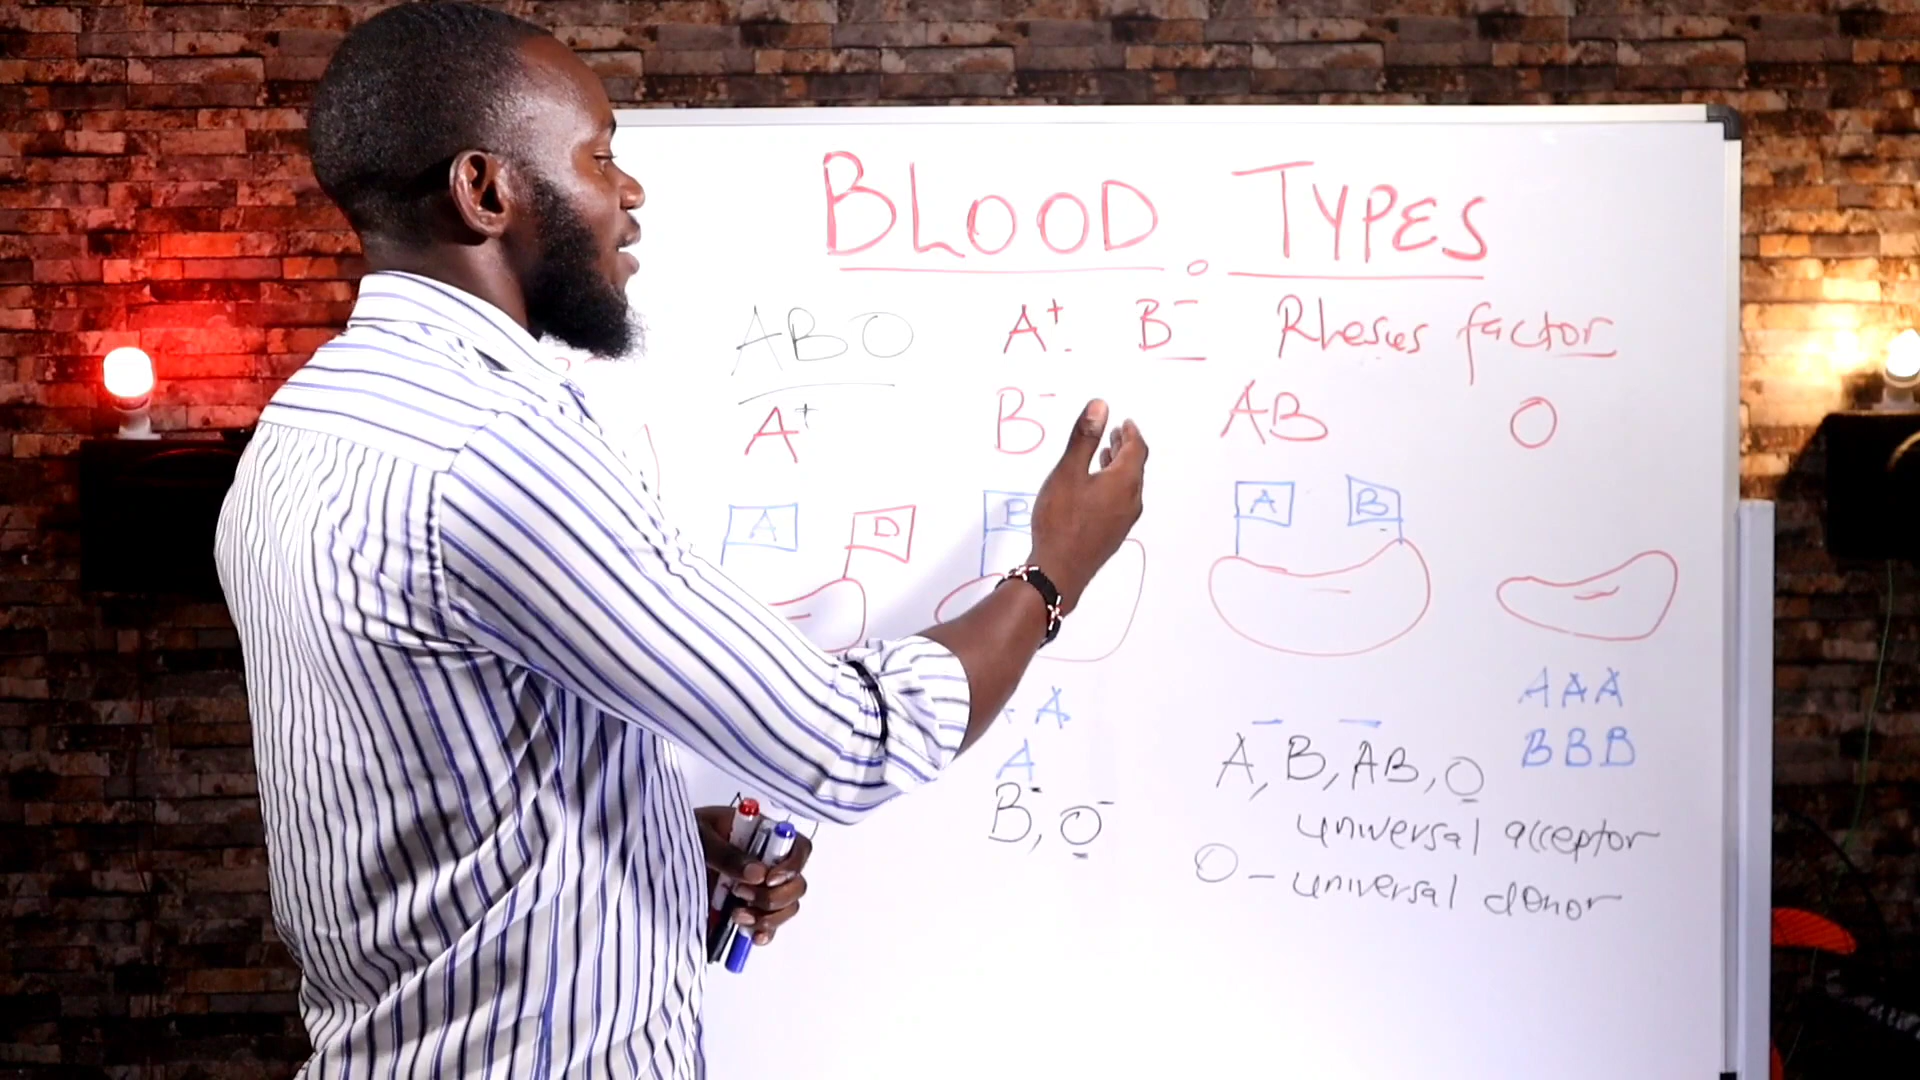 BLOOD TYPES
ABO A⁺ B⁻ Rhesus factor
A⁺ B⁻ AB O
A D B A B
A AAA
A BBB
B⁻, O⁻ A, B, AB, O
universal acceptor
O - universal donor